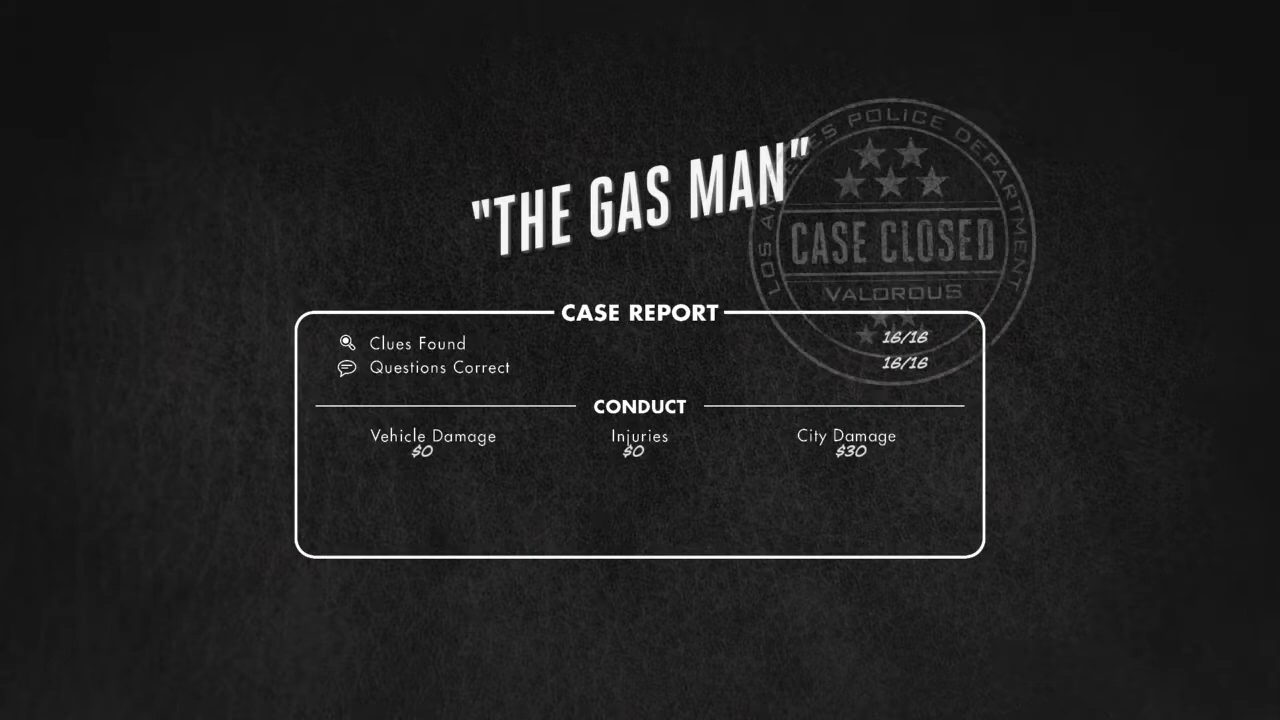 LOS ANGELES POLICE DEPARTMENT
"THE GAS MAN"
CASE CLOSED
VALOROUS
CASE REPORT
Clues Found 16/16
Questions Correct 16/16
CONDUCT
Vehicle Damage Injuries City Damage
$0 $0 $30